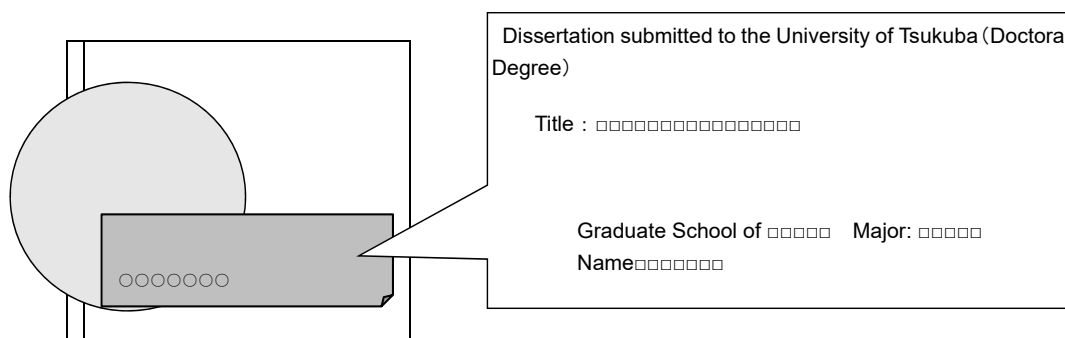 Dissertation submitted to the University of Tsukuba（Doctora
Degree）
Title：□□□□□□□□□□□□□□□□
Graduate School of □□□□□　Major: □□□□□
Name□□□□□□□
○○○○○○○